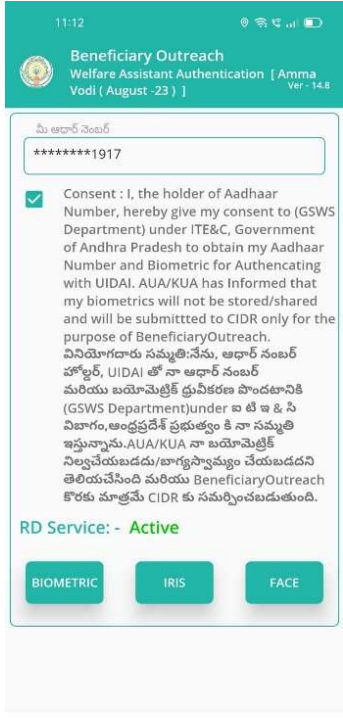 11:12
Beneficiary Outreach
Welfare Assistant Authentication [ Amma
Vodi ( August -23 ) ]
Ver - 14.8
మీ ఆధార్ నెంబర్
********1917
Consent : I, the holder of Aadhaar
Number, hereby give my consent to (GSWS
Department) under ITE&C, Government
of Andhra Pradesh to obtain my Aadhaar
Number and Biometric for Authencating
with UIDAI. AUA/KUA has Informed that
my biometrics will not be stored/shared
and will be submittted to CIDR only for the
purpose of BeneficiaryOutreach.
వినియోగదారు సమ్మతి:నేను, ఆధార్ నంబర్
హోల్డర్, UIDAI తో నా ఆధార్ నంబర్
మరియు బయోమెట్రిక్ ధ్రువీకరణ పొందటానికి
(GSWS Department)under ఐ టి ఇ & సి
విబాగం,ఆంధ్రప్రదేశ్ ప్రభుత్వం కి నా సమ్మతి
ఇస్తున్నాను.AUA/KUA నా బయోమెట్రిక్
నిల్వచేయబడదు/బాగ్యస్వామ్యం చేయబడదని
తెలియచేసింది మరియు BeneficiaryOutreach
కొరకు మాత్రమే CIDR కు సమర్పించబడుతుంది.
RD Service: - Active
BIOMETRIC
IRIS
FACE